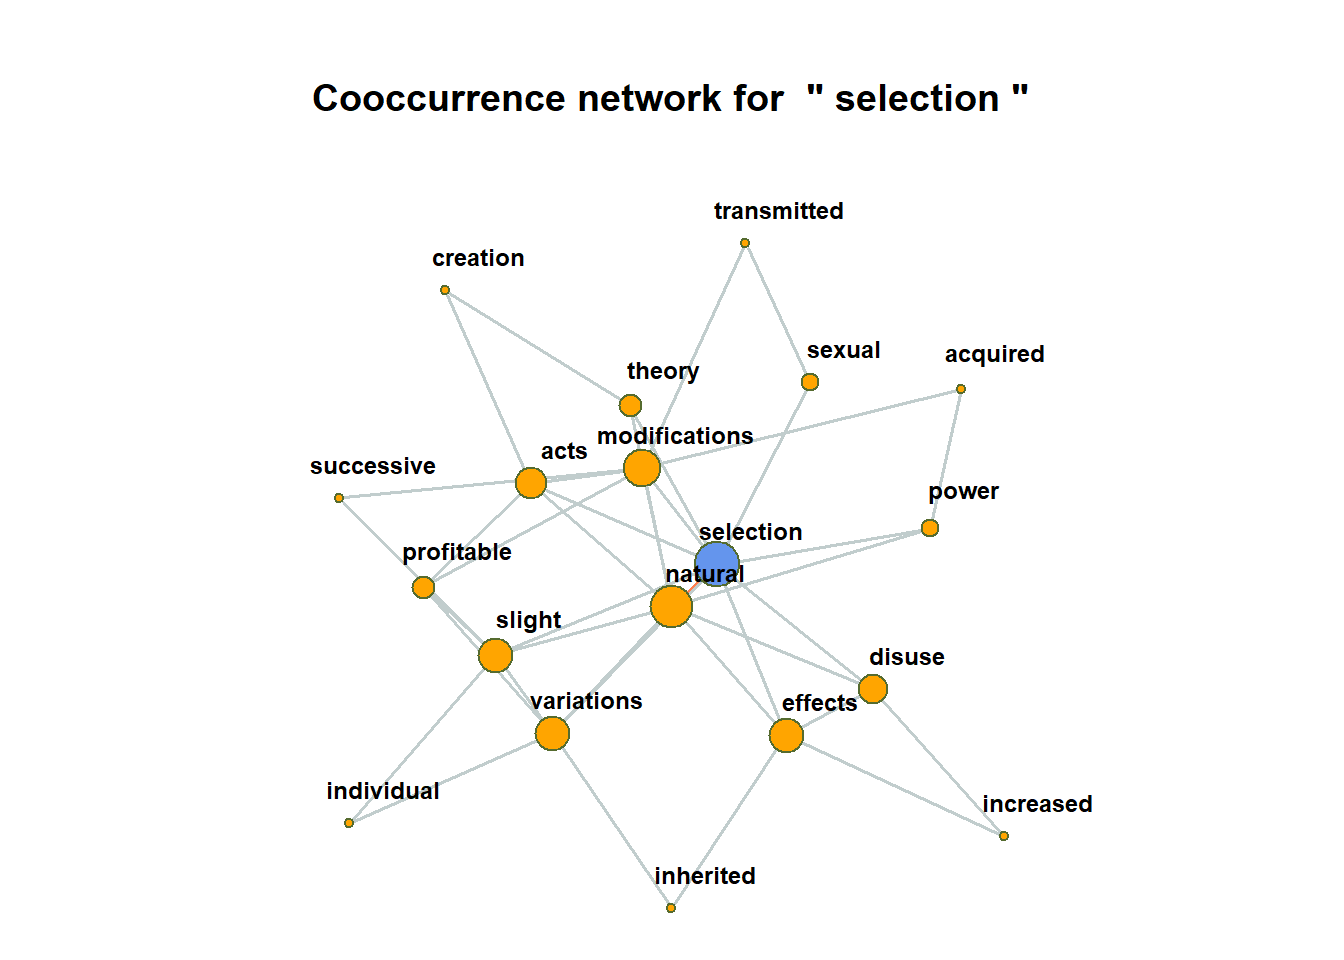 Cooccurrence network for " selection "
transmitted
creation
sexual
acquired
theory
modifications
acts
successive
power
selection
profitable
natural
slight
disuse
variations
effects
individual
increased
inherited